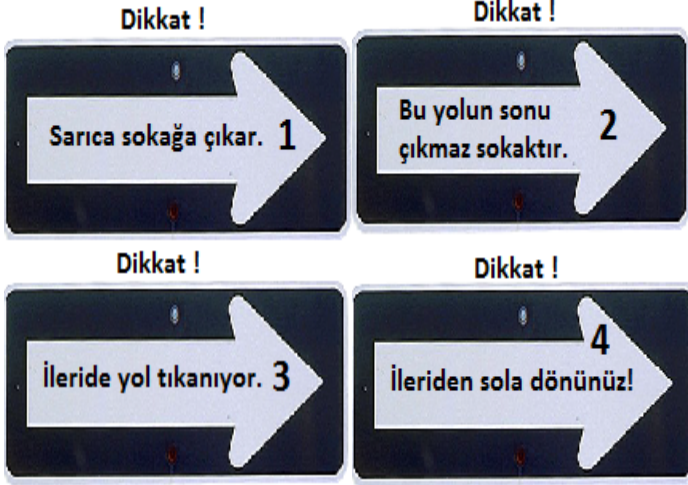 Dikkat !
Sarıca sokağa çıkar. 1
Dikkat !
Bu yolun sonu
çıkmaz sokaktır. 2
Dikkat !
İleride yol tıkanıyor. 3
Dikkat !
4
İleriden sola dönünüz!